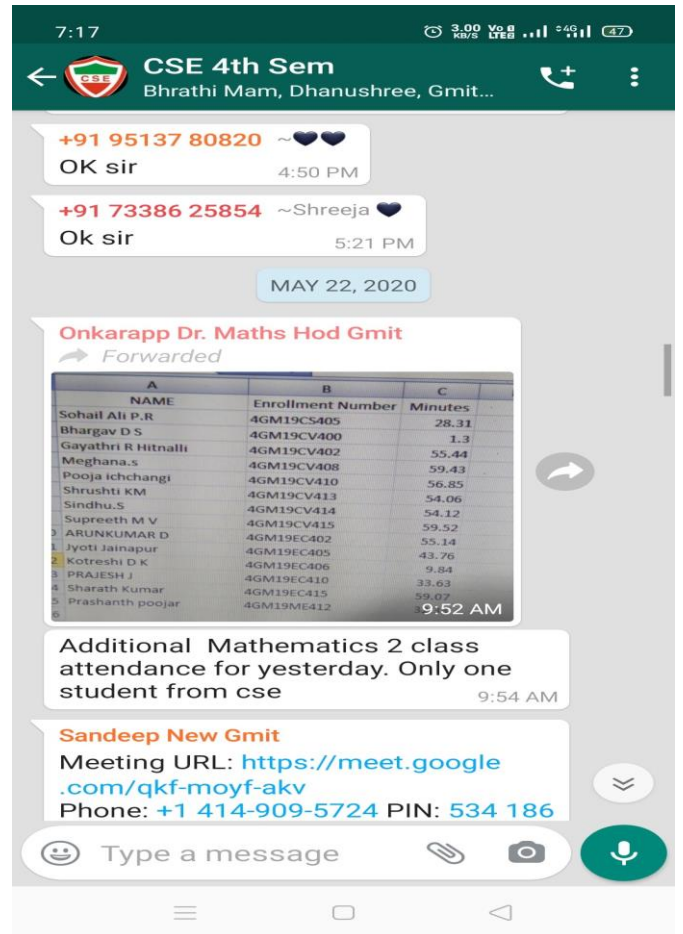 7:17 3.00 KB/S Vo LTE 4G 47
CSE
CSE 4th Sem
Bhrathi Mam, Dhanushree, Gmit...
+91 95137 80820 ~🖤🖤
OK sir
4:50 PM
+91 73386 25854 ~Shreeja 🖤
Ok sir
5:21 PM
MAY 22, 2020
Onkarapp Dr. Maths Hod Gmit
Forwarded
A B C
NAME Enrollment Number Minutes
Sohail Ali P.R 4GM19CS405 28.31
Bhargav D S 4GM19CV400 1.3
Gayathri R Hitnalli 4GM19CV402 55.44
Meghana.s 4GM19CV408 59.43
Pooja ichchangi 4GM19CV410 56.85
Shrushti KM 4GM19CV413 54.06
Sindhu.S 4GM19CV414 54.12
Supreeth M V 4GM19CV415 59.52
ARUNKUMAR D 4GM19EC402 55.14
Jyoti Jainapur 4GM19EC405 43.76
Kotreshi D K 4GM19EC406 9.84
PRAJESH J 4GM19EC410 33.63
Sharath Kumar 4GM19EC415 59.07
Prashanth poojar 4GM19ME412
9:52 AM
Additional Mathematics 2 class
attendance for yesterday. Only one
student from cse
9:54 AM
Sandeep New Gmit
Meeting URL: https://meet.google
.com/qkf-moyf-akv
Phone: +1 414-909-5724 PIN: 534 186
Type a message